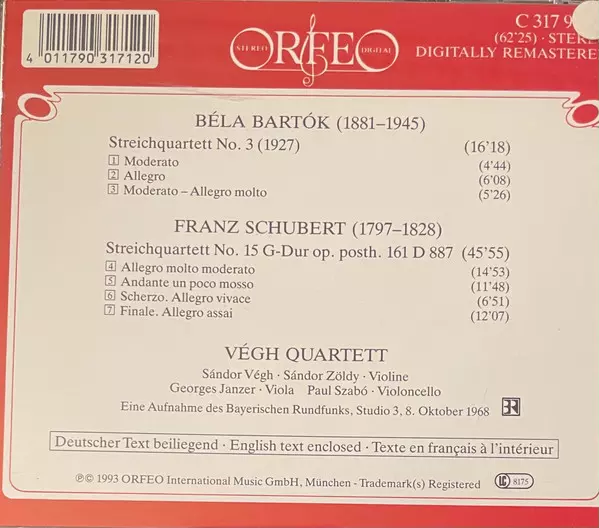 C 317 9
STEREO ORFEO DIGITAL
(62'25) · STERE
DIGITALLY REMASTERE
4 011790 317120
BÉLA BARTÓK (1881–1945)
Streichquartett No. 3 (1927) (16'18)
1 Moderato (4'44)
2 Allegro (6'08)
3 Moderato – Allegro molto (5'26)
FRANZ SCHUBERT (1797–1828)
Streichquartett No. 15 G-Dur op. posth. 161 D 887 (45'55)
4 Allegro molto moderato (14'53)
5 Andante un poco mosso (11'48)
6 Scherzo. Allegro vivace (6'51)
7 Finale. Allegro assai (12'07)
VÉGH QUARTETT
Sándor Végh · Sándor Zöldy · Violine
Georges Janzer · Viola Paul Szabó · Violoncello
Eine Aufnahme des Bayerischen Rundfunks, Studio 3, 8. Oktober 1968
Deutscher Text beiliegend · English text enclosed · Texte en français à l'intérieur
℗© 1993 ORFEO International Music GmbH, München - Trademark(s) Registered LC 8175